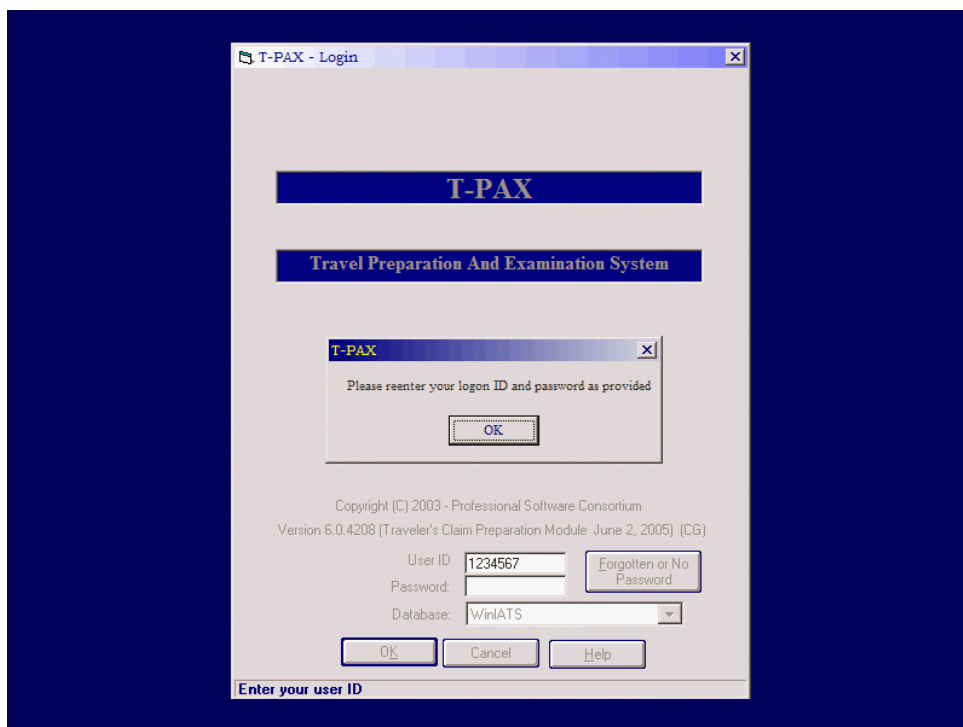 T-PAX - Login
T-PAX
Travel Preparation And Examination System
T-PAX
Please reenter your logon ID and password as provided
OK
Copyright (C) 2003 - Professional Software Consortium
Version 6.0.4208 (Traveler's Claim Preparation Module June 2, 2005) (CG)
User ID 1234567 Forgotten or No
Password: Password
Database: WinIATS
OK Cancel Help
Enter your user ID